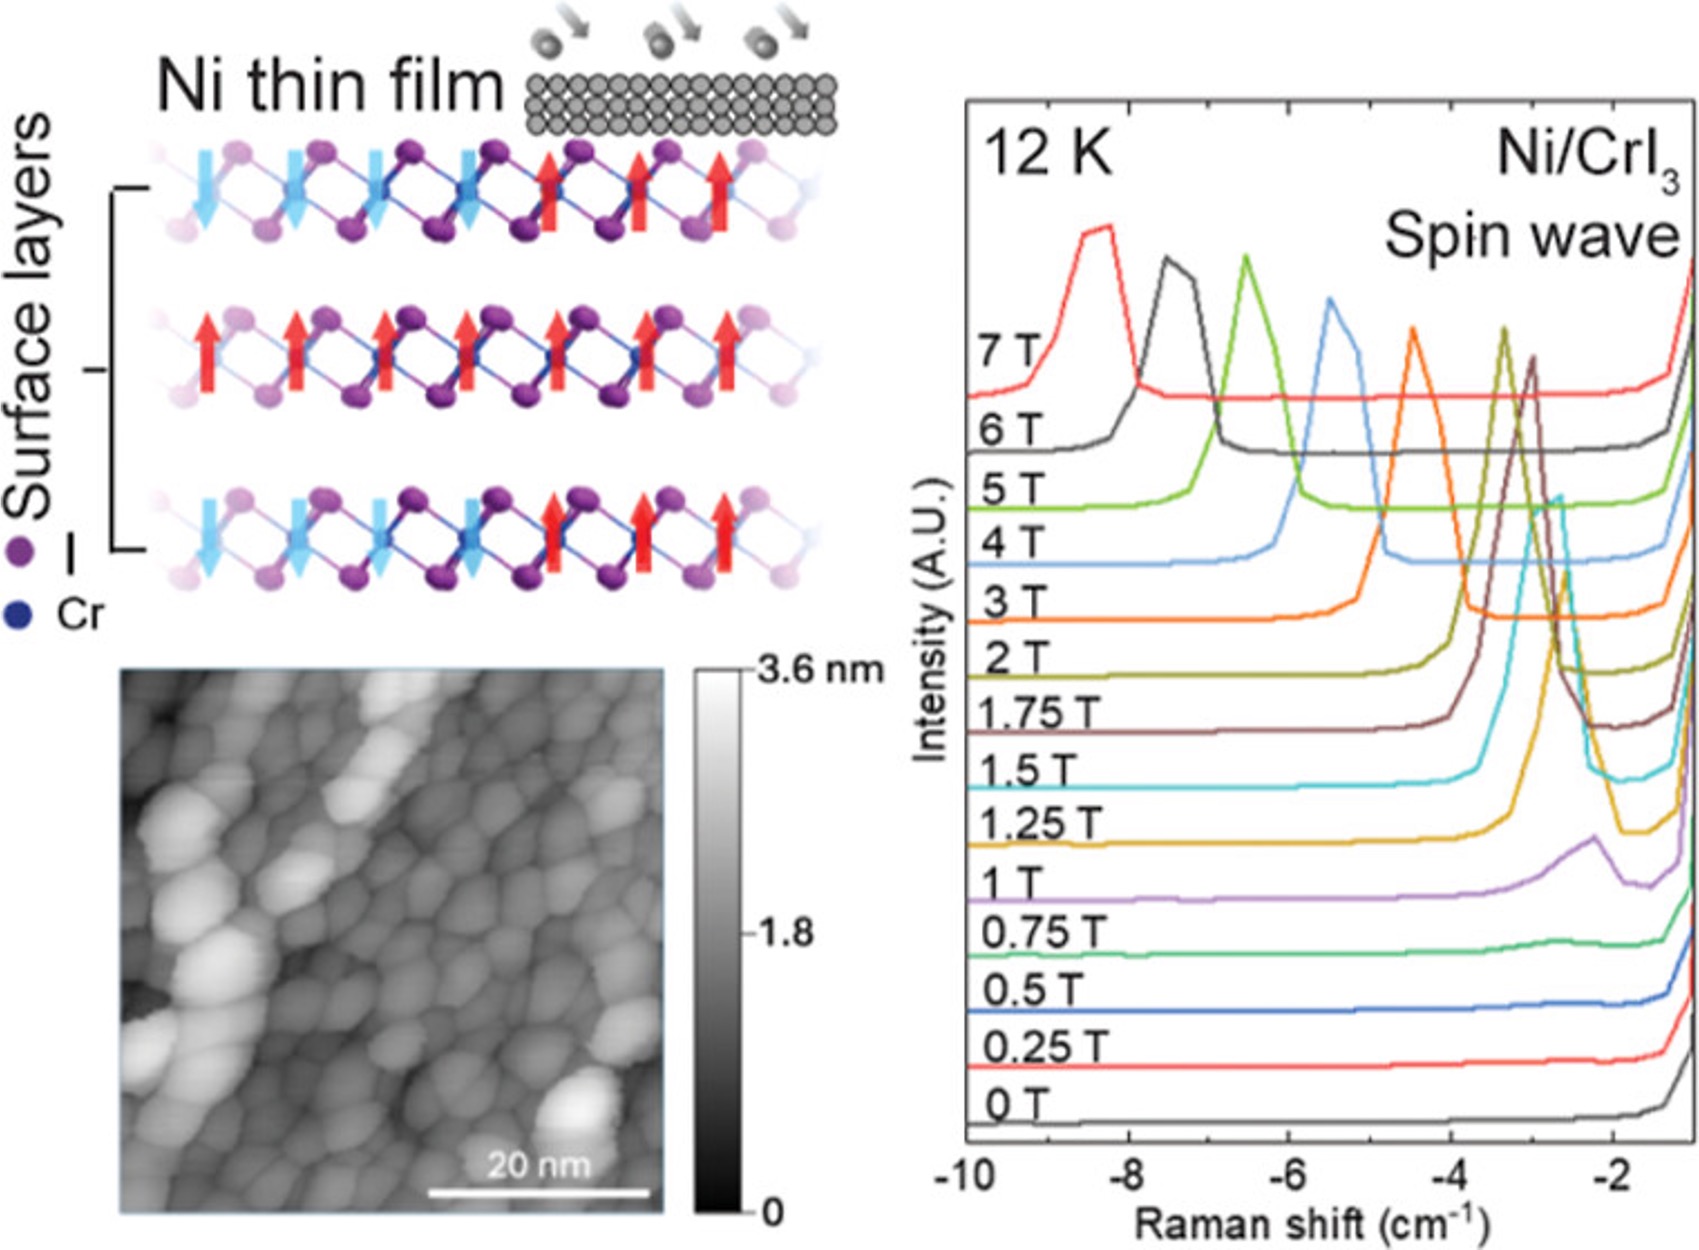 Ni thin film
Surface layers
I
Cr
3.6 nm
1.8
0
20 nm
12 K
Ni/CrI₃
Spin wave
7 T
6 T
5 T
4 T
3 T
2 T
1.75 T
1.5 T
1.25 T
1 T
0.75 T
0.5 T
0.25 T
0 T
Intensity (A.U.)
-10 -8 -6 -4 -2
Raman shift (cm⁻¹)